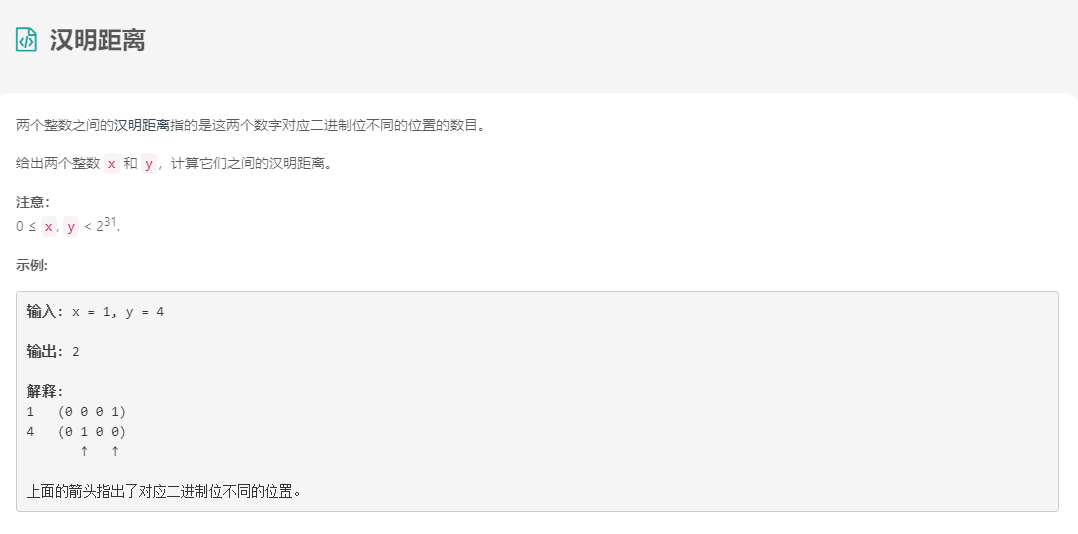 汉明距离
两个整数之间的汉明距离指的是这两个数字对应二进制位不同的位置的数目。
给出两个整数 x 和 y，计算它们之间的汉明距离。
注意：
0 ≤ x, y < 2³¹.
示例:
输入: x = 1, y = 4
输出: 2
解释:
1   (0 0 0 1)
4   (0 1 0 0)
       ↑   ↑
上面的箭头指出了对应二进制位不同的位置。